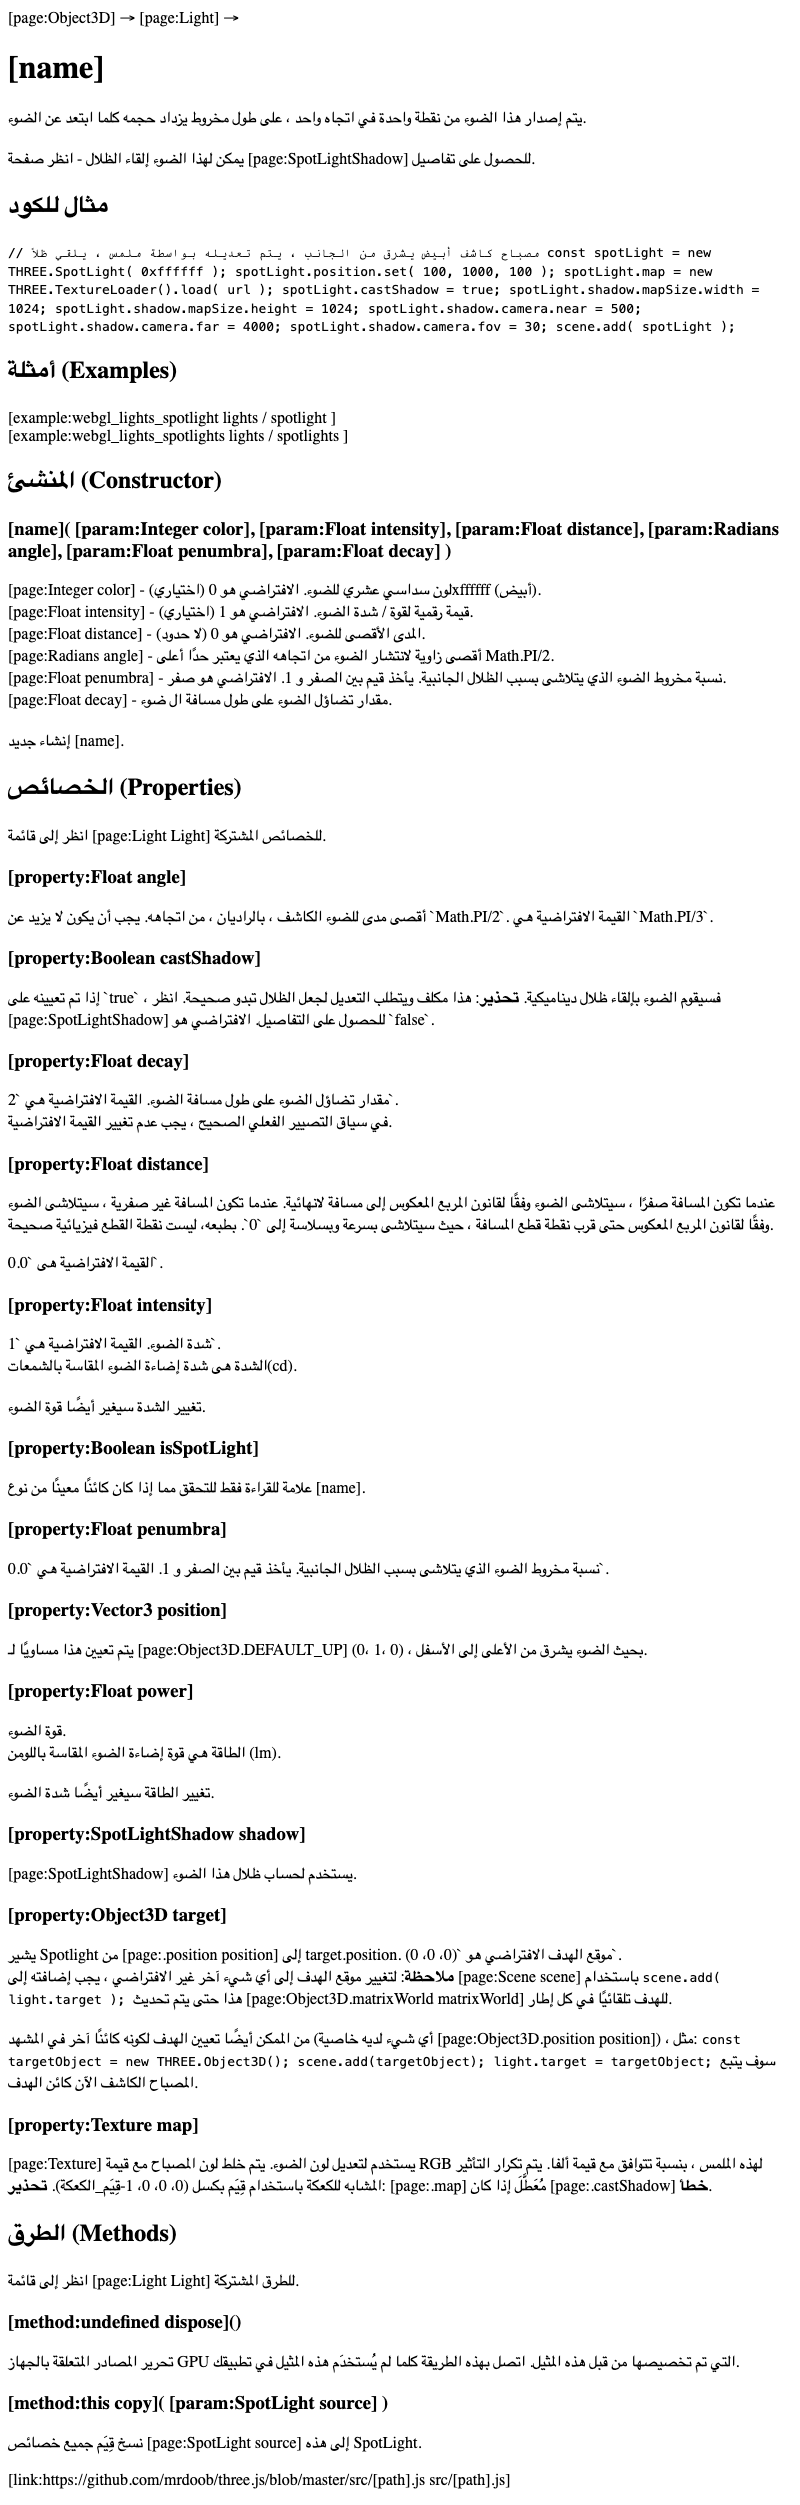 [page:Object3D] → [page:Light] →
[name]
يتم إصدار هذا الضوء من نقطة واحدة في اتجاه واحد ، على طول مخروط يزداد حجمه كلما ابتعد عن الضوء.
يمكن لهذا الضوء إلقاء الظلال - انظر صفحة [page:SpotLightShadow] للحصول على تفاصيل.
مثال للكود
// مصباح كاشف أبيض يشرق من الجانب ، يتم تعديله بواسطة ملمس ، يلقي ظلاً const spotLight = new
THREE.SpotLight( 0xffffff ); spotLight.position.set( 100, 1000, 100 ); spotLight.map = new
THREE.TextureLoader().load( url ); spotLight.castShadow = true; spotLight.shadow.mapSize.width =
1024; spotLight.shadow.mapSize.height = 1024; spotLight.shadow.camera.near = 500;
spotLight.shadow.camera.far = 4000; spotLight.shadow.camera.fov = 30; scene.add( spotLight );
أمثلة (Examples)
[example:webgl_lights_spotlight lights / spotlight ]
[example:webgl_lights_spotlights lights / spotlights ]
المنشئ (Constructor)
[name]( [param:Integer color], [param:Float intensity], [param:Float distance], [param:Radians
angle], [param:Float penumbra], [param:Float decay] )
[page:Integer color] - (اختياري) لون سداسي عشري للضوء. الافتراضي هو 0xffffff (أبيض).
[page:Float intensity] - (اختياري) قيمة رقمية لقوة / شدة الضوء. الافتراضي هو 1.
[page:Float distance] - المدى الأقصى للضوء. الافتراضي هو 0 (لا حدود).
[page:Radians angle] - أقصى زاوية لانتشار الضوء من اتجاهه الذي يعتبر حدًا أعلى Math.PI/2.
[page:Float penumbra] - نسبة مخروط الضوء الذي يتلاشى بسبب الظلال الجانبية. يأخذ قيم بين الصفر و 1. الافتراضي هو صفر.
[page:Float decay] - مقدار تضاؤل الضوء على طول مسافة ال ضوء.
إنشاء جديد [name].
الخصائص (Properties)
انظر إلى قائمة [page:Light Light] للخصائص المشتركة.
[property:Float angle]
أقصى مدى للضوء الكاشف ، بالراديان ، من اتجاهه. يجب أن يكون لا يزيد عن `Math.PI/2`. القيمة الافتراضية هي `Math.PI/3`.
[property:Boolean castShadow]
إذا تم تعيينه على `true` ، فسيقوم الضوء بإلقاء ظلال ديناميكية. تحذير: هذا مكلف ويتطلب التعديل لجعل الظلال تبدو صحيحة. انظر
[page:SpotLightShadow] للحصول على التفاصيل. الافتراضي هو `false`.
[property:Float decay]
مقدار تضاؤل الضوء على طول مسافة الضوء. القيمة الافتراضية هي `2`.
في سياق التصيير الفعلي الصحيح ، يجب عدم تغيير القيمة الافتراضية.
[property:Float distance]
عندما تكون المسافة صفرًا ، سيتلاشى الضوء وفقًا لقانون المربع المعكوس إلى مسافة لانهائية. عندما تكون المسافة غير صفرية ، سيتلاشى الضوء
وفقًا لقانون المربع المعكوس حتى قرب نقطة قطع المسافة ، حيث سيتلاشى بسرعة وبسلاسة إلى `0`. بطبعه، ليست نقطة القطع فيزيائية صحيحة.
القيمة الافتراضية هى `0.0`.
[property:Float intensity]
شدة الضوء. القيمة الافتراضية هي `1`.
الشدة هى شدة إضاءة الضوء المقاسة بالشمعات(cd).
تغيير الشدة سيغير أيضًا قوة الضوء.
[property:Boolean isSpotLight]
علامة للقراءة فقط للتحقق مما إذا كان كائنًا معينًا من نوع [name].
[property:Float penumbra]
نسبة مخروط الضوء الذي يتلاشى بسبب الظلال الجانبية. يأخذ قيم بين الصفر و 1. القيمة الافتراضية هي `0.0`.
[property:Vector3 position]
يتم تعيين هذا مساويًا لـ [page:Object3D.DEFAULT_UP] (0، 1، 0) ، بحيث الضوء يشرق من الأعلى إلى الأسفل.
[property:Float power]
قوة الضوء.
الطاقة هي قوة إضاءة الضوء المقاسة باللومن (lm).
تغيير الطاقة سيغير أيضًا شدة الضوء.
[property:SpotLightShadow shadow]
[page:SpotLightShadow] يستخدم لحساب ظلال هذا الضوء.
[property:Object3D target]
يشير Spotlight من [page:.position position] إلى target.position. موقع الهدف الافتراضي هو `(0، 0، 0)`.
ملاحظة: لتغيير موقع الهدف إلى أي شيء آخر غير الافتراضي ، يجب إضافته إلى [page:Scene scene] باستخدام scene.add(
light.target ); هذا حتى يتم تحديث [page:Object3D.matrixWorld matrixWorld] للهدف تلقائيًا في كل إطار.
من الممكن أيضًا تعيين الهدف لكونه كائنًا آخر في المشهد (أي شيء لديه خاصية [page:Object3D.position position]) ، مثل: const
targetObject = new THREE.Object3D(); scene.add(targetObject); light.target = targetObject; سوف يتبع
المصباح الكاشف الآن كائن الهدف.
[property:Texture map]
[page:Texture] يستخدم لتعديل لون الضوء. يتم خلط لون المصباح مع قيمة RGB لهذه الملمس ، بنسبة تتوافق مع قيمة ألفا. يتم تكرار التأثير
المشابه للكعكة باستخدام قِيَم بكسل (0، 0، 0، 1-قِيَم_الكعكة). تحذير: [page:.map] مُعَطَّلَ إذا كان [page:.castShadow] خطأ.
الطرق (Methods)
انظر إلى قائمة [page:Light Light] للطرق المشتركة.
[method:undefined dispose]()
تحرير المصادر المتعلقة بالجهاز GPU التي تم تخصيصها من قبل هذه المثيل. اتصل بهذه الطريقة كلما لم يُستخدَم هذه المثيل في تطبيقك.
[method:this copy]( [param:SpotLight source] )
نسخ قِيَم جميع خصائص [page:SpotLight source] إلى هذه SpotLight.
[link:https://github.com/mrdoob/three.js/blob/master/src/[path].js src/[path].js]